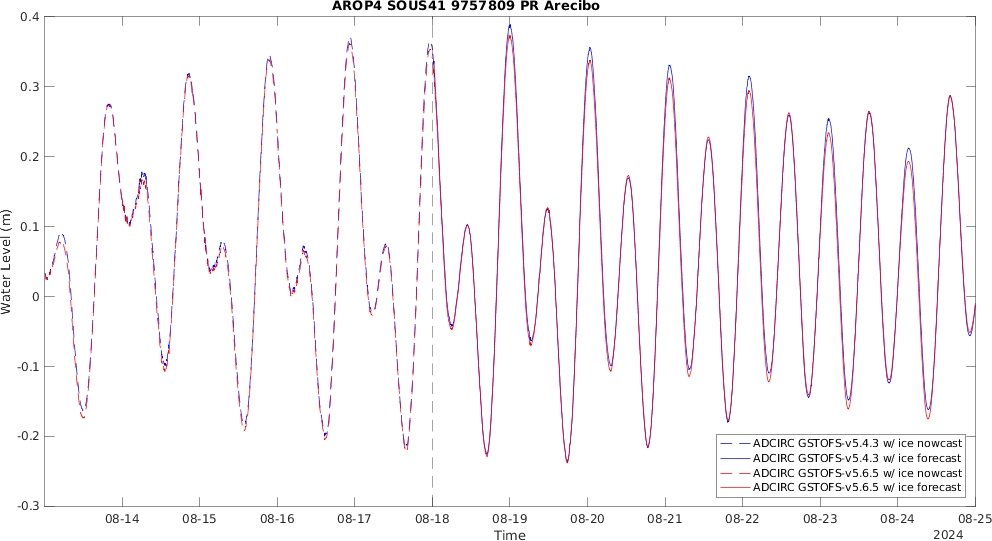 AROP4 SOUS41 9757809 PR Arecibo
0.4
0.3
0.2
0.1
0
-0.1
-0.2
-0.3
Water Level (m)
ADCIRC GSTOFS-v5.4.3 w/ ice nowcast
ADCIRC GSTOFS-v5.4.3 w/ ice forecast
ADCIRC GSTOFS-v5.6.5 w/ ice nowcast
ADCIRC GSTOFS-v5.6.5 w/ ice forecast
08-14 08-15 08-16 08-17 08-18 08-19 08-20 08-21 08-22 08-23 08-24 08-25
Time
2024